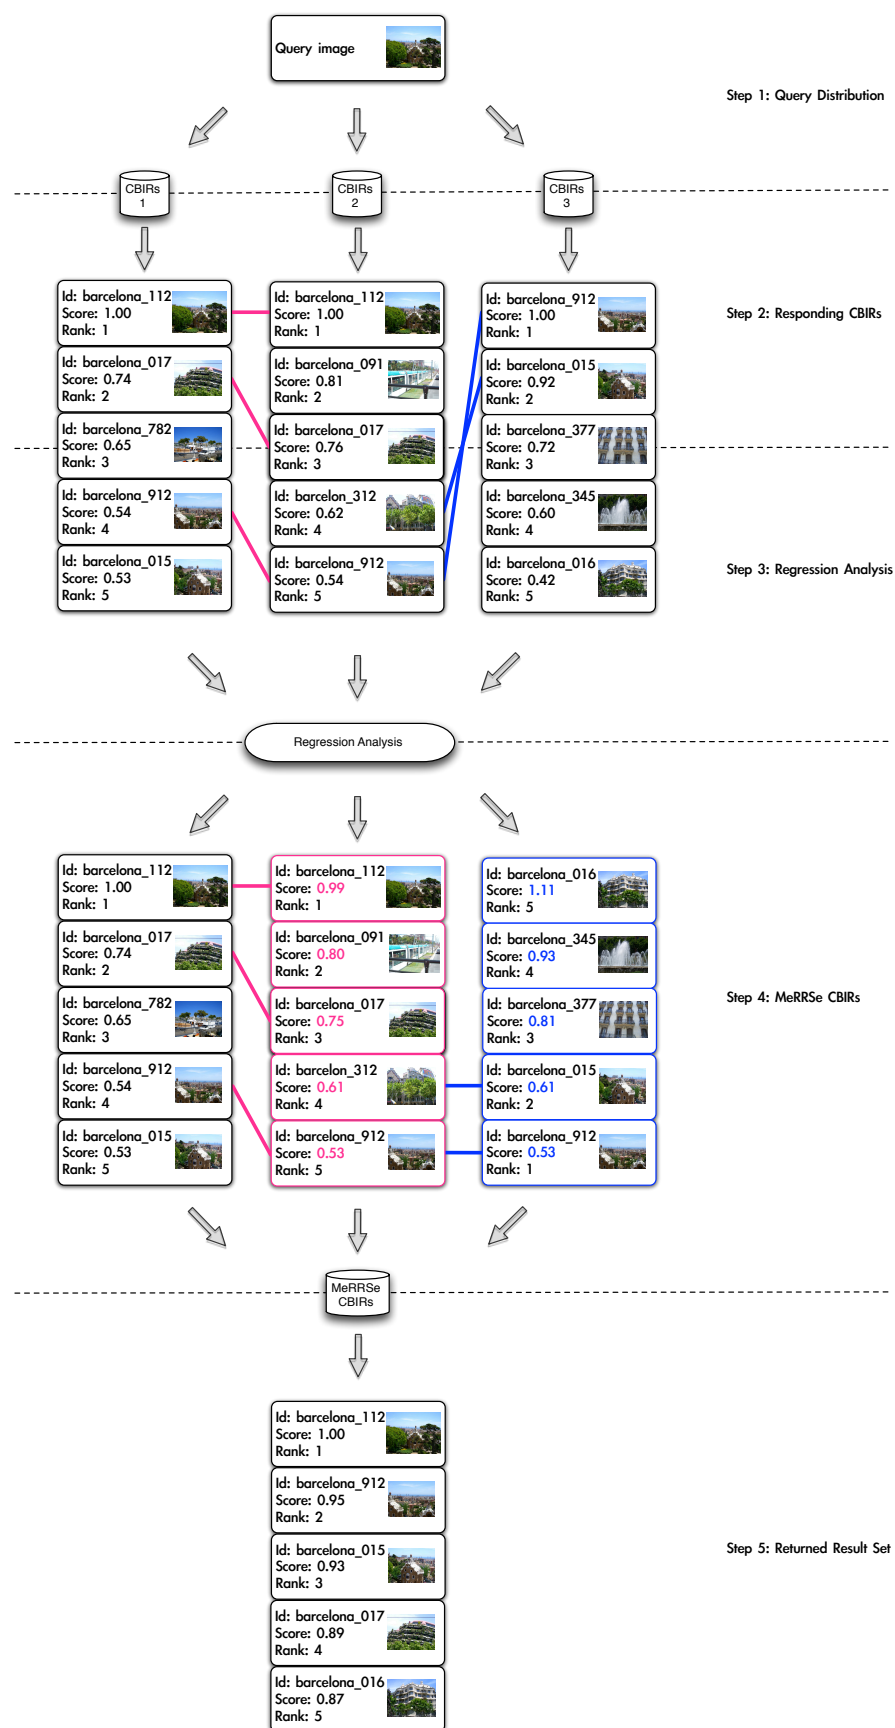 Query image
Step 1: Query Distribution
CBIRs
1
CBIRs
2
CBIRs
3
Id: barcelona_112
Score: 1.00
Rank: 1
Id: barcelona_017
Score: 0.74
Rank: 2
Id: barcelona_782
Score: 0.65
Rank: 3
Id: barcelona_912
Score: 0.54
Rank: 4
Id: barcelona_015
Score: 0.53
Rank: 5
Id: barcelona_112
Score: 1.00
Rank: 1
Id: barcelona_091
Score: 0.81
Rank: 2
Id: barcelona_017
Score: 0.76
Rank: 3
Id: barcelon_312
Score: 0.62
Rank: 4
Id: barcelona_912
Score: 0.54
Rank: 5
Id: barcelona_912
Score: 1.00
Rank: 1
Id: barcelona_015
Score: 0.92
Rank: 2
Id: barcelona_377
Score: 0.72
Rank: 3
Id: barcelona_345
Score: 0.60
Rank: 4
Id: barcelona_016
Score: 0.42
Rank: 5
Step 2: Responding CBIRs
Step 3: Regression Analysis
Regression Analysis
Id: barcelona_112
Score: 1.00
Rank: 1
Id: barcelona_017
Score: 0.74
Rank: 2
Id: barcelona_782
Score: 0.65
Rank: 3
Id: barcelona_912
Score: 0.54
Rank: 4
Id: barcelona_015
Score: 0.53
Rank: 5
Id: barcelona_112
Score: 0.99
Rank: 1
Id: barcelona_091
Score: 0.80
Rank: 2
Id: barcelona_017
Score: 0.75
Rank: 3
Id: barcelon_312
Score: 0.61
Rank: 4
Id: barcelona_912
Score: 0.53
Rank: 5
Id: barcelona_016
Score: 1.11
Rank: 5
Id: barcelona_345
Score: 0.93
Rank: 4
Id: barcelona_377
Score: 0.81
Rank: 3
Id: barcelona_015
Score: 0.61
Rank: 2
Id: barcelona_912
Score: 0.53
Rank: 1
Step 4: MeRRSe CBIRs
MeRRSe
CBIRs
Id: barcelona_112
Score: 1.00
Rank: 1
Id: barcelona_912
Score: 0.95
Rank: 2
Id: barcelona_015
Score: 0.93
Rank: 3
Id: barcelona_017
Score: 0.89
Rank: 4
Id: barcelona_016
Score: 0.87
Rank: 5
Step 5: Returned Result Set